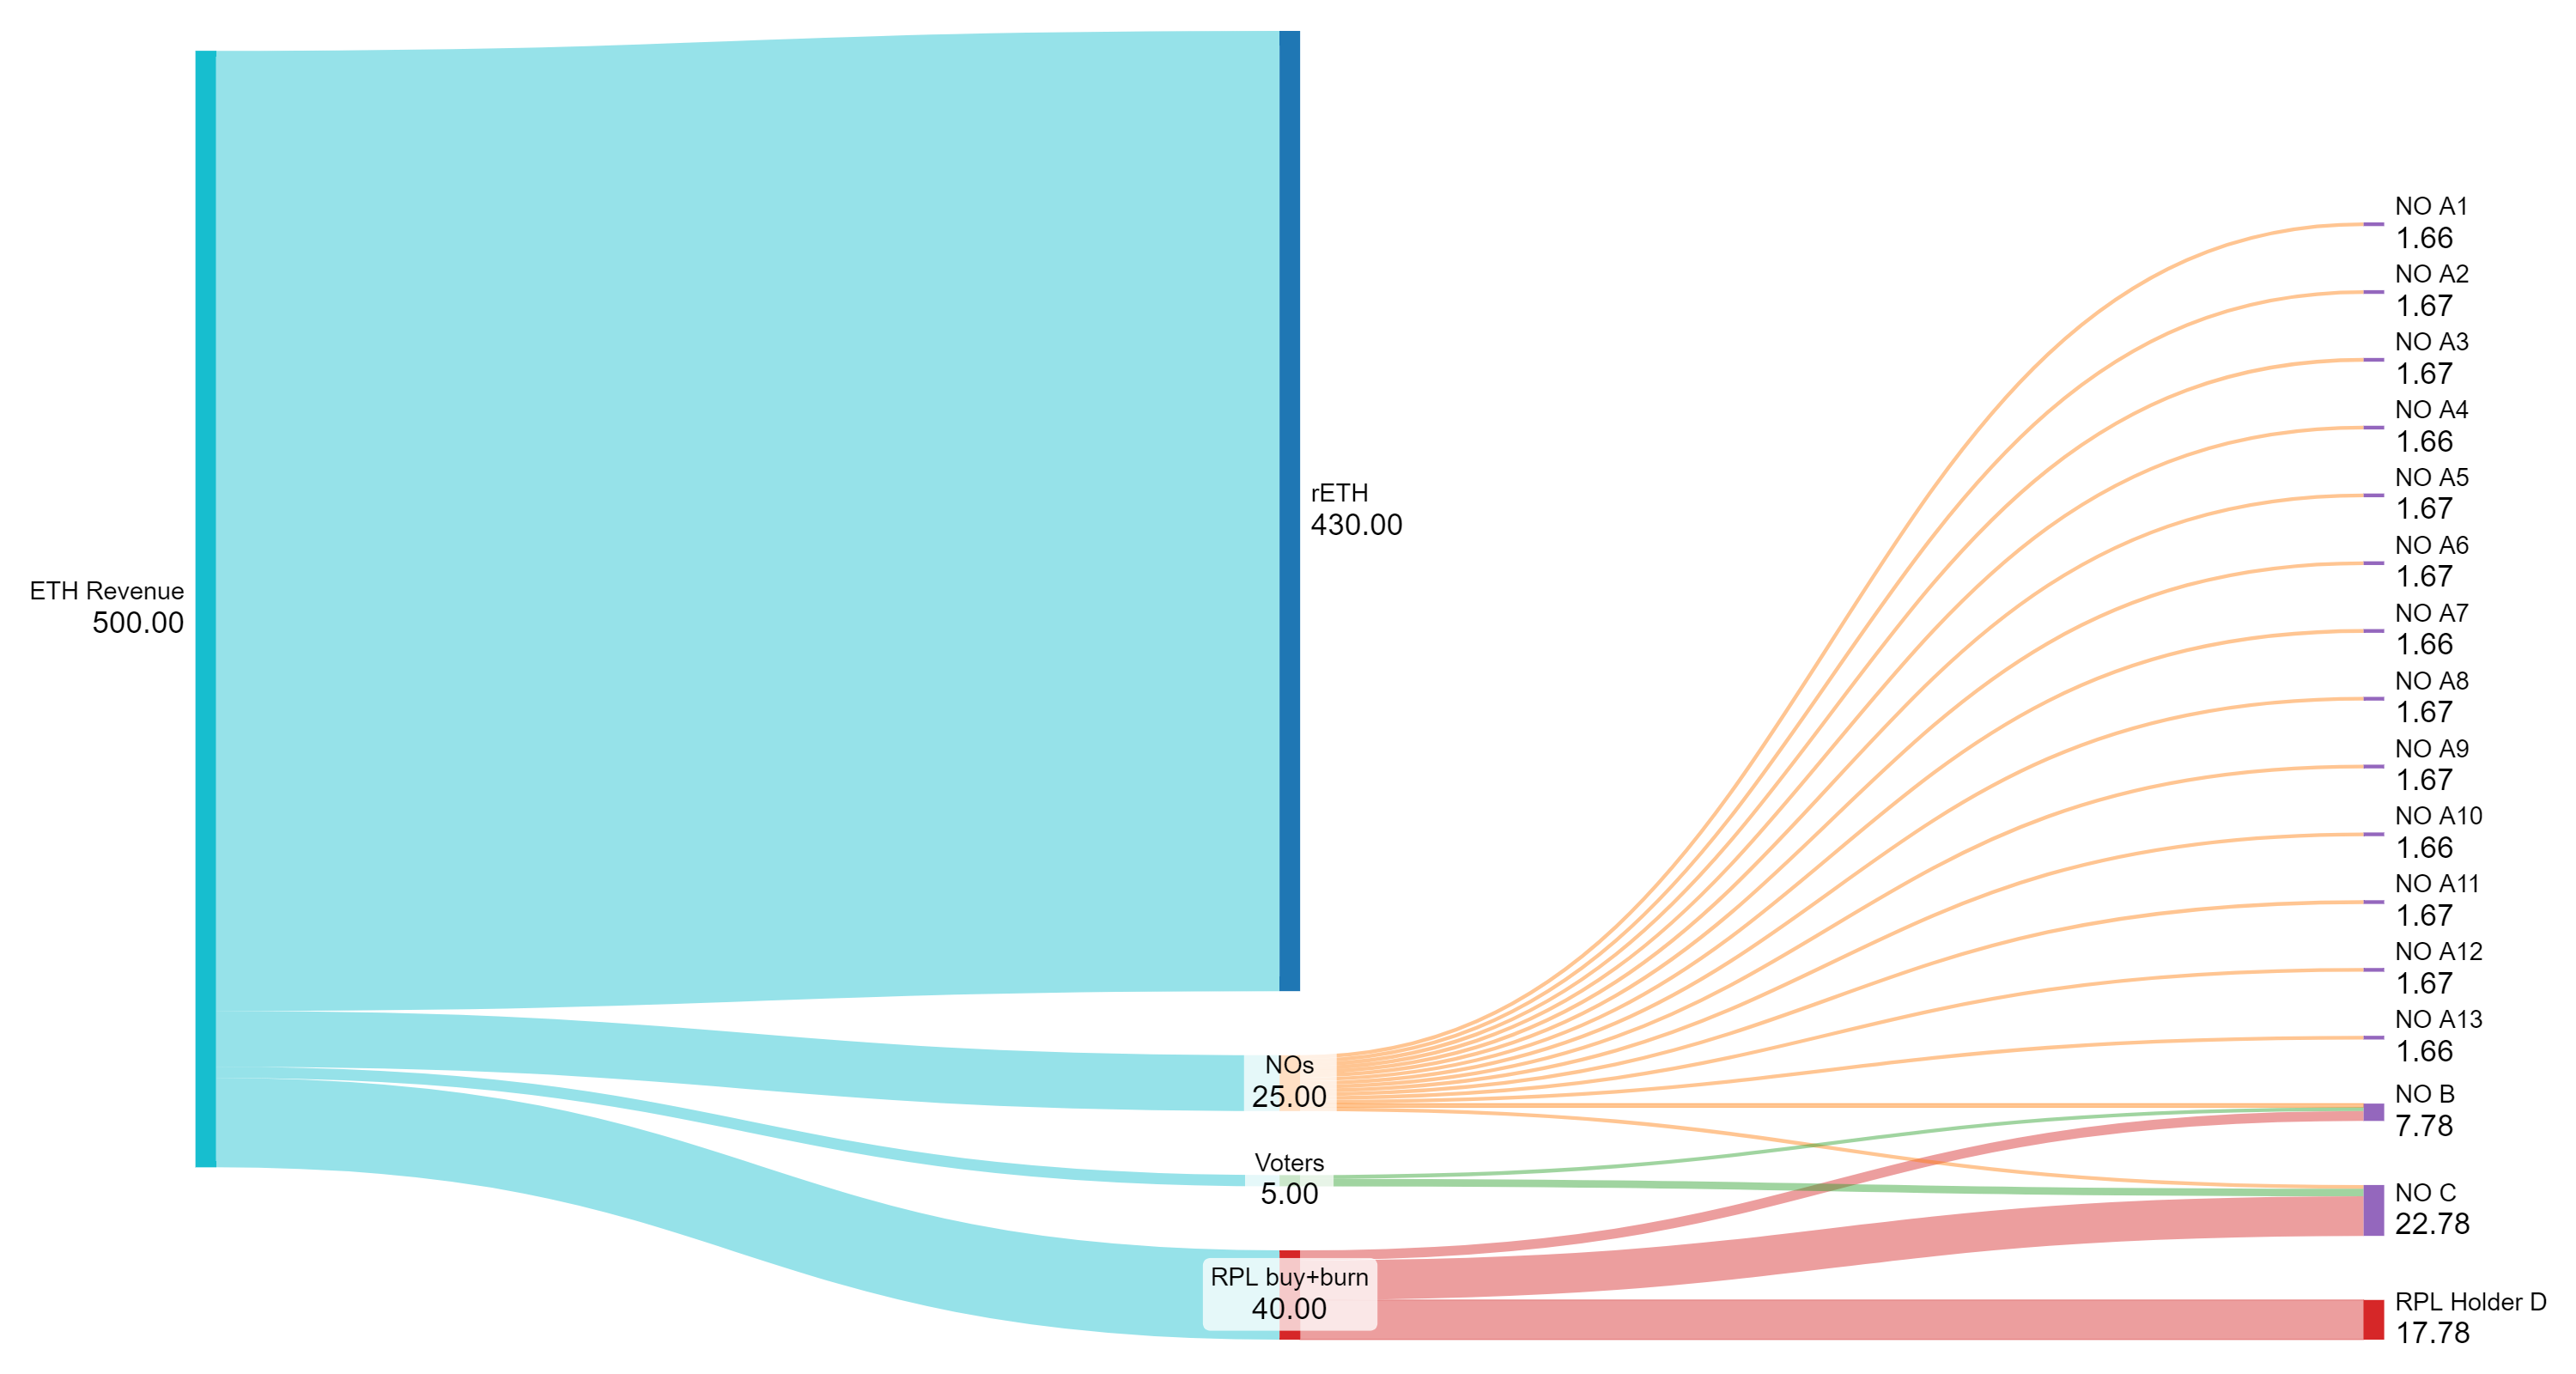 ETH Revenue
500.00
rETH
430.00
NOs
25.00
Voters
5.00
RPL buy+burn
40.00
NO A1
1.66
NO A2
1.67
NO A3
1.67
NO A4
1.66
NO A5
1.67
NO A6
1.67
NO A7
1.66
NO A8
1.67
NO A9
1.67
NO A10
1.66
NO A11
1.67
NO A12
1.67
NO A13
1.66
NO B
7.78
NO C
22.78
RPL Holder D
17.78